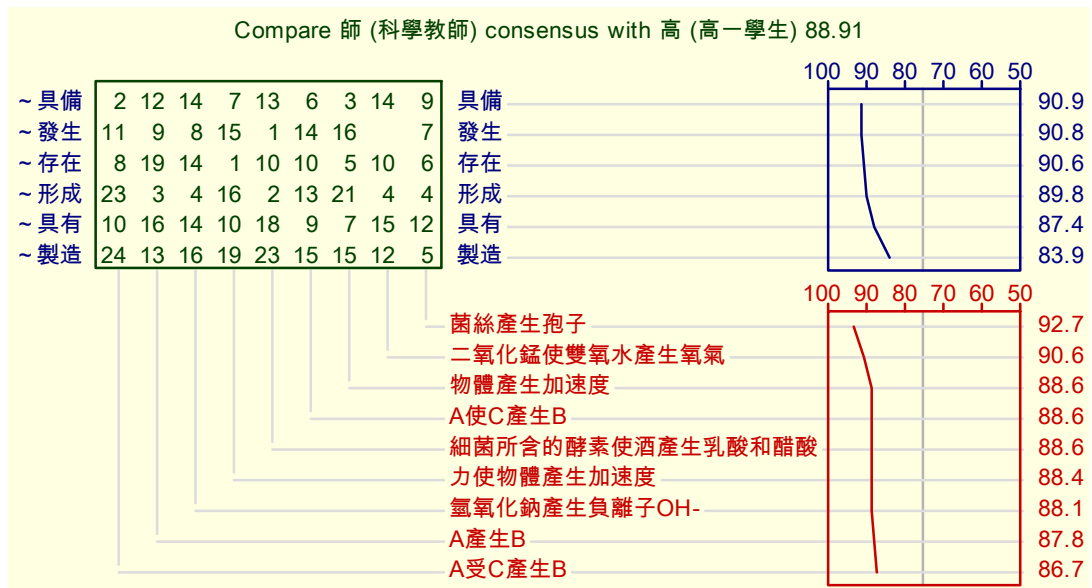 Compare 師 (科學教師) consensus with 高 (高一學生) 88.91
100 90 80 70 60 50
~具備 2 12 14 7 13 6 3 14 9 具備 90.9
~發生 11 9 8 15 1 14 16 7 發生 90.8
~存在 8 19 14 1 10 10 5 10 6 存在 90.6
~形成 23 3 4 16 2 13 21 4 4 形成 89.8
~具有 10 16 14 10 18 9 7 15 12 具有 87.4
~製造 24 13 16 19 23 15 15 12 5 製造 83.9
100 90 80 70 60 50
菌絲產生孢子 92.7
二氧化錳使雙氧水產生氧氣 90.6
物體產生加速度 88.6
A使C產生B 88.6
細菌所含的酵素使酒產生乳酸和醋酸 88.6
力使物體產生加速度 88.4
氫氧化鈉產生負離子OH- 88.1
A產生B 87.8
A受C產生B 86.7